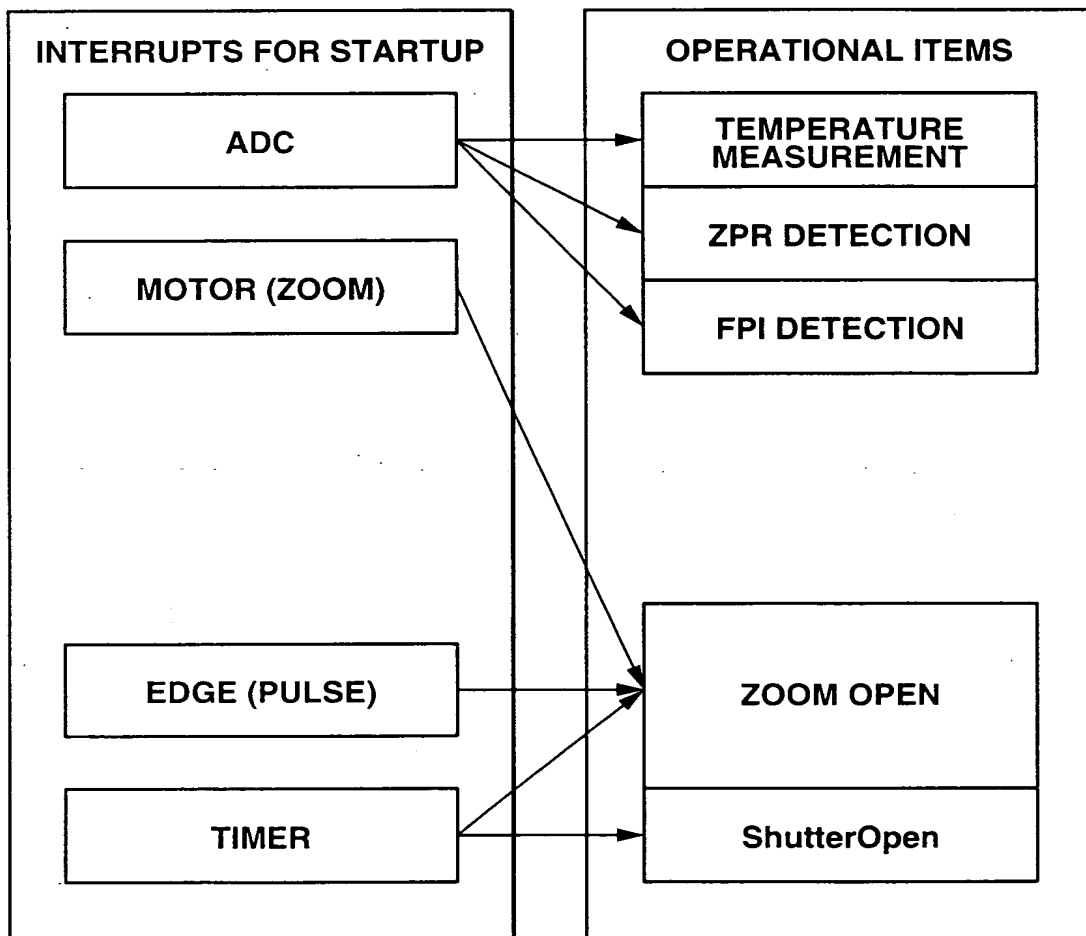 INTERRUPTS FOR STARTUP
ADC
MOTOR (ZOOM)
EDGE (PULSE)
TIMER
OPERATIONAL ITEMS
TEMPERATURE
MEASUREMENT
ZPR DETECTION
FPI DETECTION
ZOOM OPEN
ShutterOpen